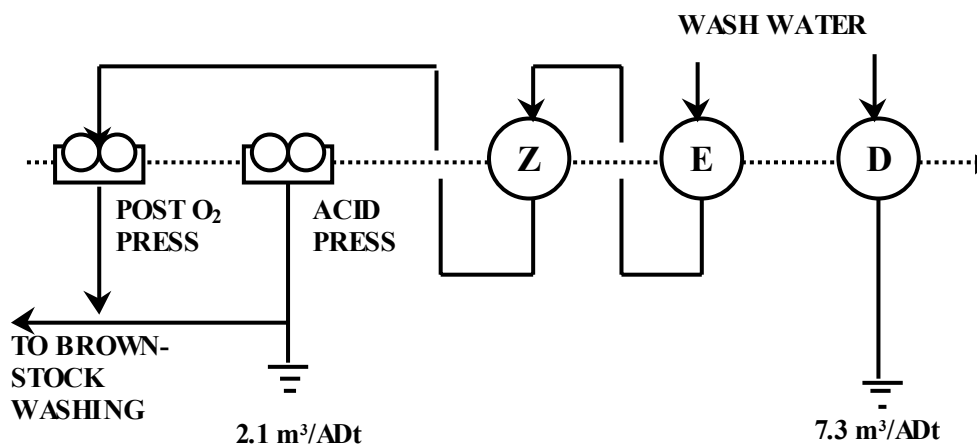 WASH WATER
Z
E
D
POST O₂
PRESS
ACID
PRESS
TO BROWN-
STOCK
WASHING
2.1 m³/ADt
7.3 m³/ADt